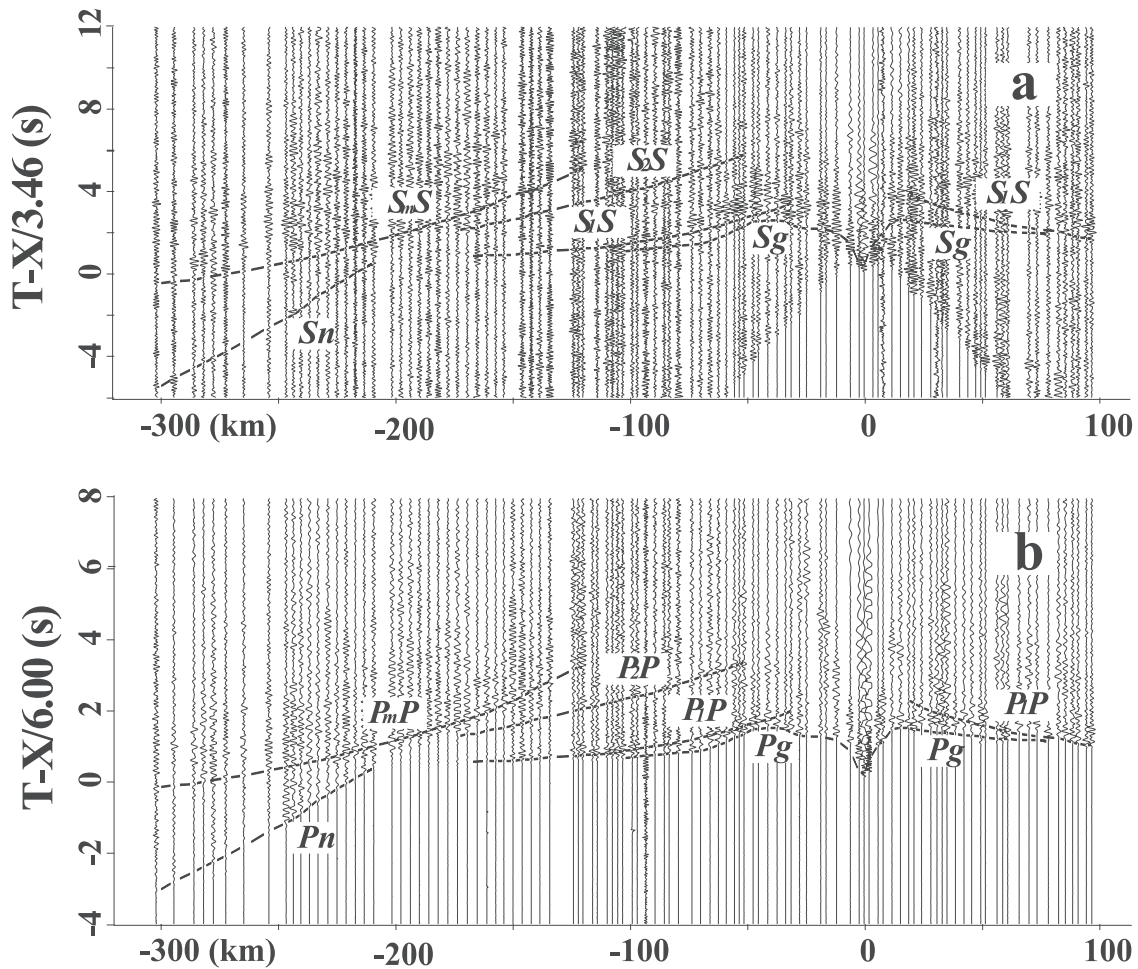 12
8
4
0
-4
T-X/3.46 (s)
a
S2S
SmS
S1S
S1S
Sg
Sg
Sn
-300 (km)
-200
-100
0
100
8
6
4
2
0
-2
-4
T-X/6.00 (s)
b
P2P
PmP
P1P
P1P
Pg
Pg
Pn
-300 (km)
-200
-100
0
100